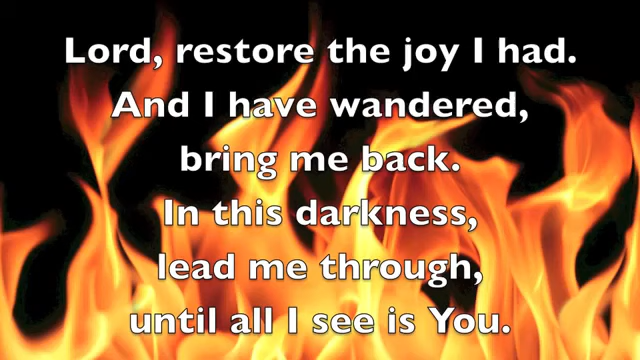 Lord, restore the joy I had.
And I have wandered,
bring me back.
In this darkness,
lead me through,
until all I see is You.